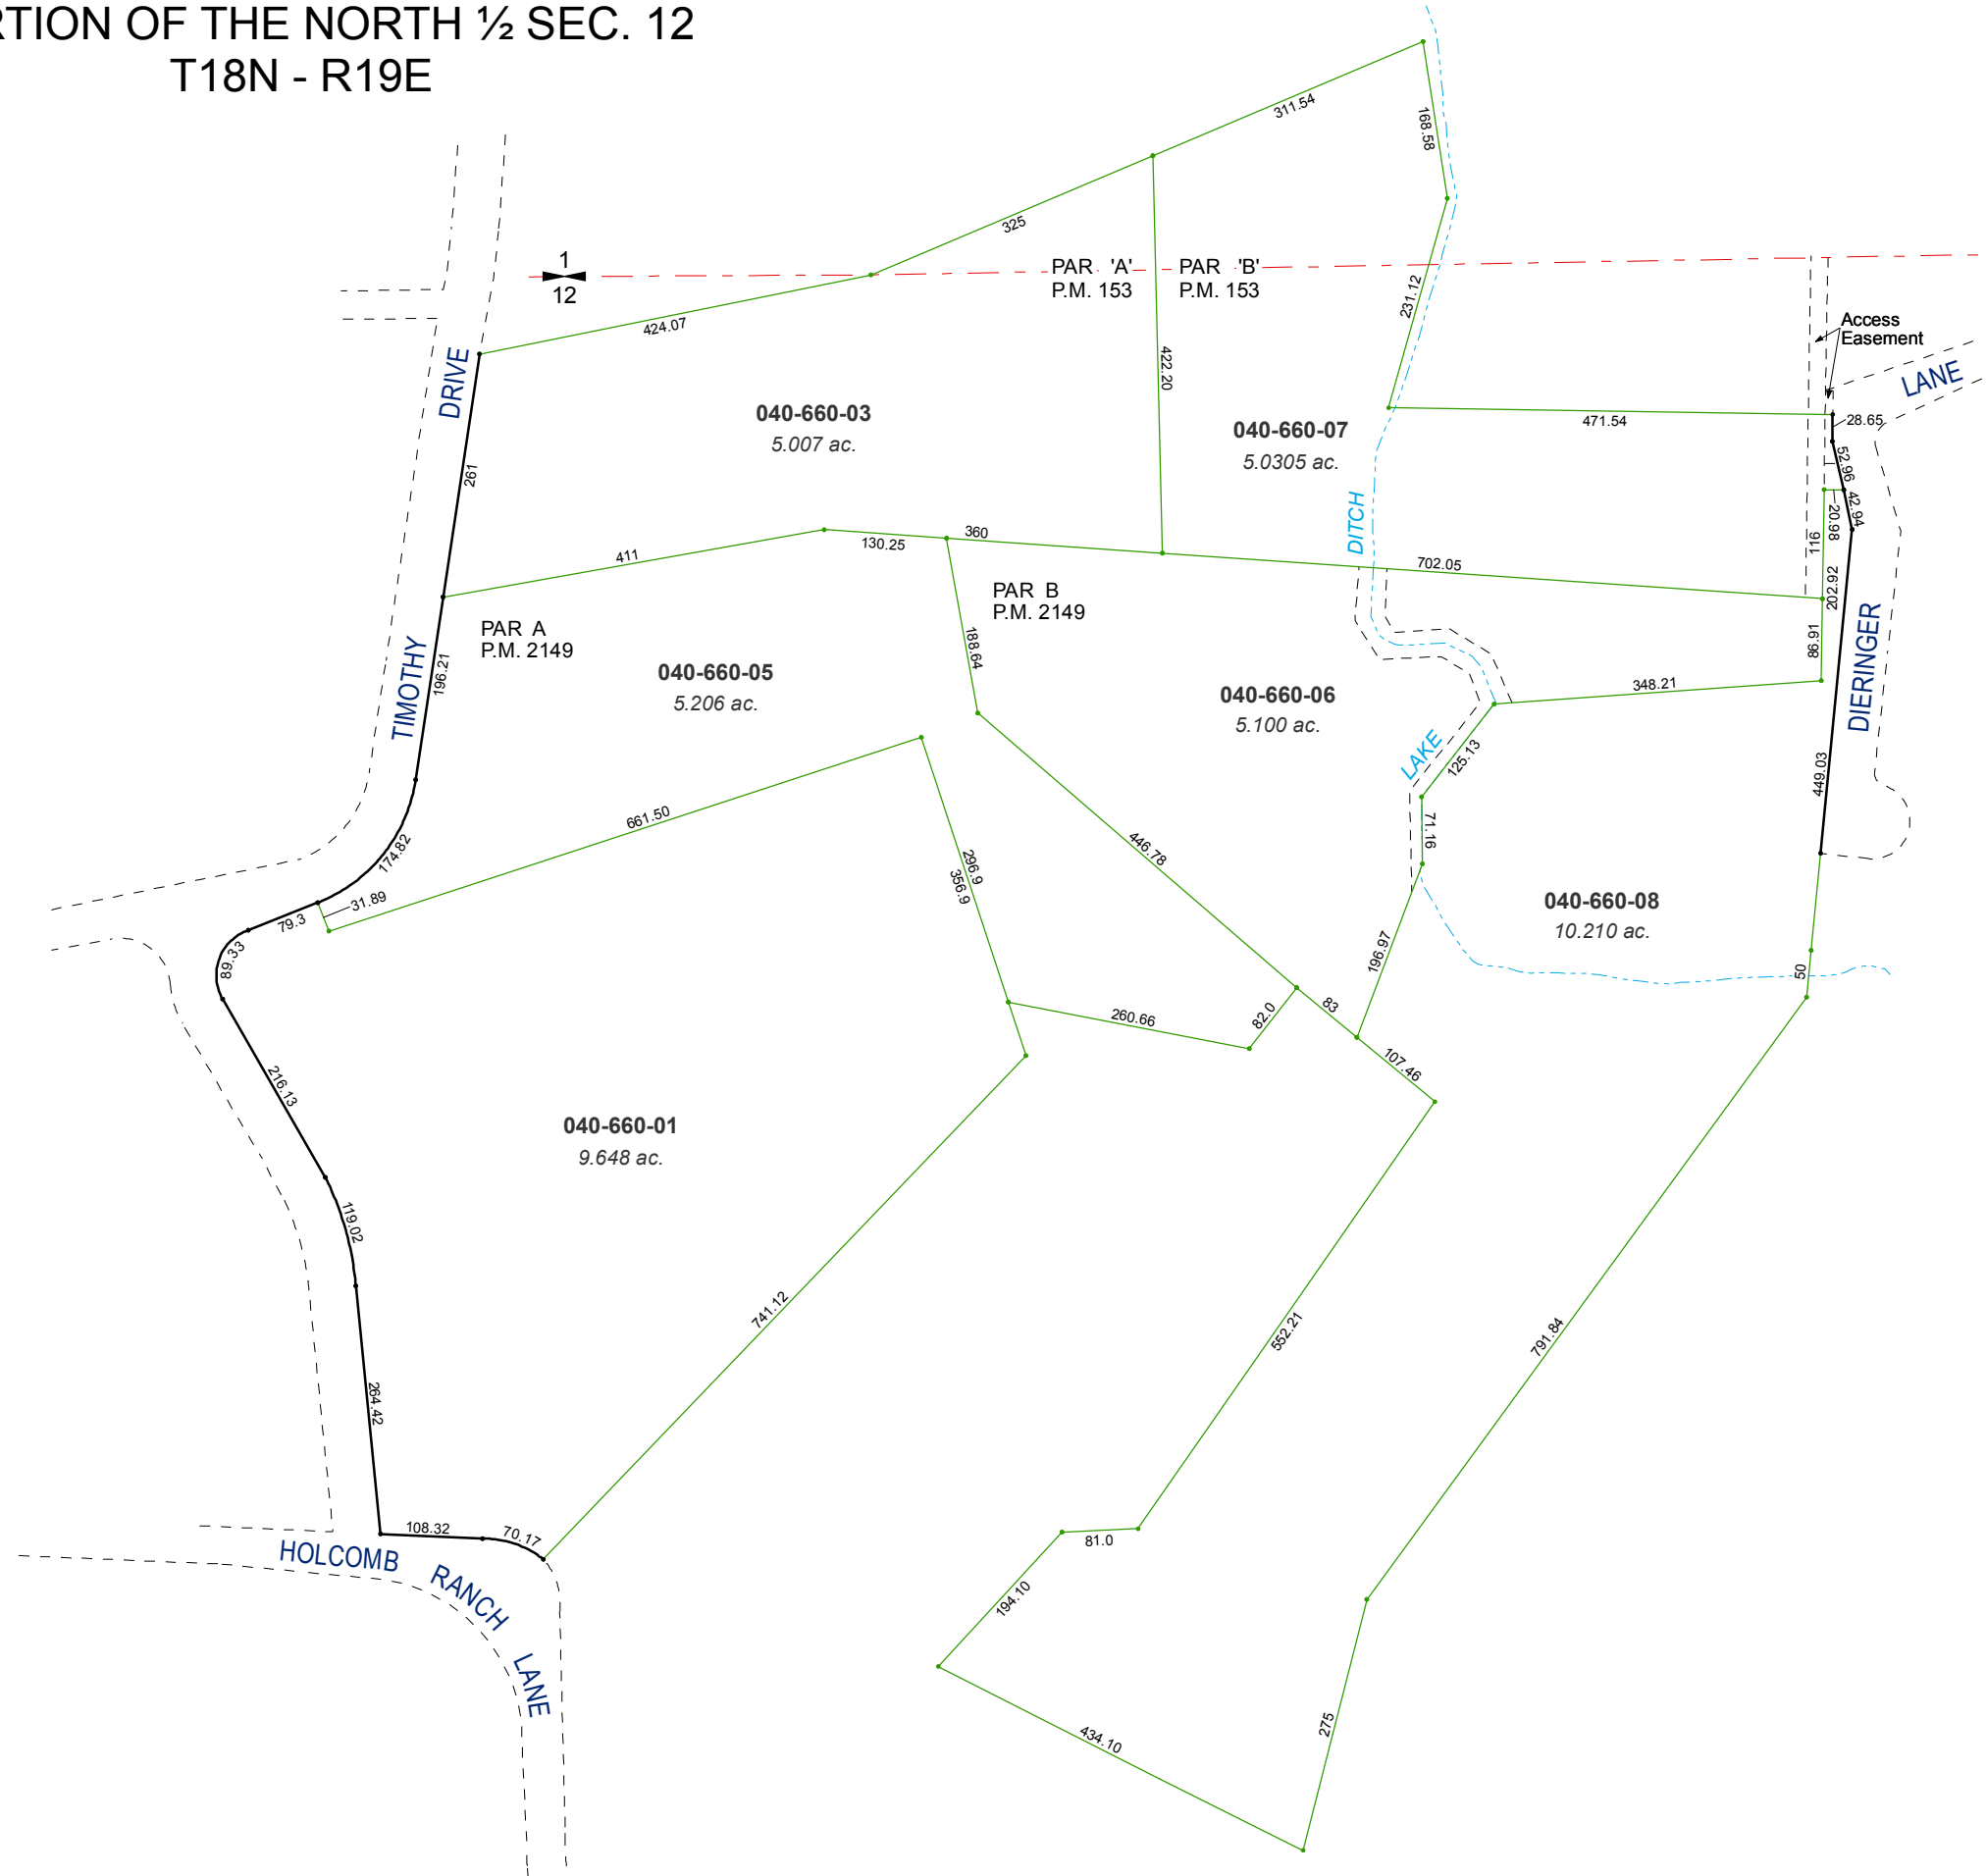 RTION OF THE NORTH ½ SEC. 12
T18N - R19E
311.54
168.58
325
1
12
PAR 'A'
P.M. 153
PAR 'B'
P.M. 153
231.12
424.07
Access
Easement
DRIVE
422.20
LANE
040-660-03
5.007 ac.
040-660-07
5.0305 ac.
471.54
28.65
261
52.96
42.94
20.98
DITCH
116
411
130.25
360
702.05
202.92
PAR B
P.M. 2149
PAR A
P.M. 2149
188.64
86.91
DIERINGER
TIMOTHY
196.21
040-660-05
5.206 ac.
040-660-06
5.100 ac.
348.21
LAKE
125.13
449.03
661.50
71.16
446.78
174.82
296.9
356.9
31.89
79.3
89.33
040-660-08
10.210 ac.
196.97
50
260.66
82.0
83
107.46
216.13
040-660-01
9.648 ac.
119.02
741.12
552.21
791.84
264.42
108.32
70.17
81.0
HOLCOMB
RANCH
LANE
194.10
434.10
275